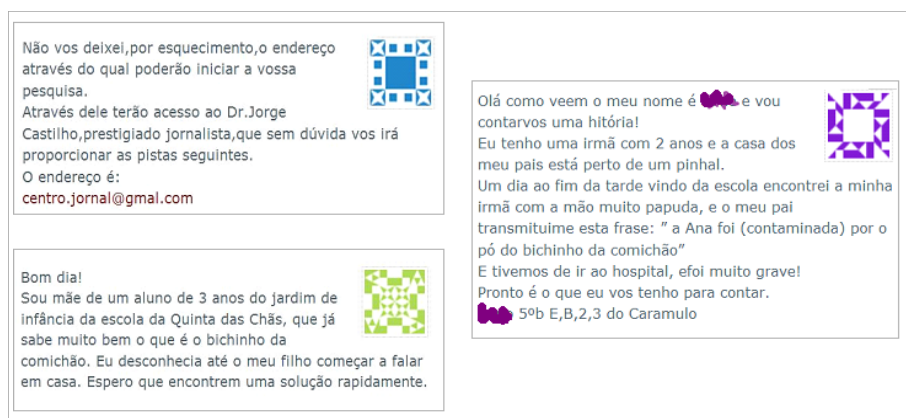 Não vos deixei,por esquecimento,o endereço
através do qual poderão iniciar a vossa
pesquisa.
Através dele terão acesso ao Dr.Jorge
Castilho,prestigiado jornalista,que sem dúvida vos irá
proporcionar as pistas seguintes.
O endereço é:
centro.jornal@gmal.com
Bom dia!
Sou mãe de um aluno de 3 anos do jardim de
infância da escola da Quinta das Chãs, que já
sabe muito bem o que é o bichinho da
comichão. Eu desconhecia até o meu filho começar a falar
em casa. Espero que encontrem uma solução rapidamente.
Olá como veem o meu nome é e vou
contarvos uma hitória!
Eu tenho uma irmã com 2 anos e a casa dos
meu pais está perto de um pinhal.
Um dia ao fim da tarde vindo da escola encontrei a minha
irmã com a mão muito papuda, e o meu pai
transmituime esta frase: ” a Ana foi (contaminada) por o
pó do bichinho da comichão”
E tivemos de ir ao hospital, efoi muito grave!
Pronto é o que eu vos tenho para contar.
5ºb E,B,2,3 do Caramulo